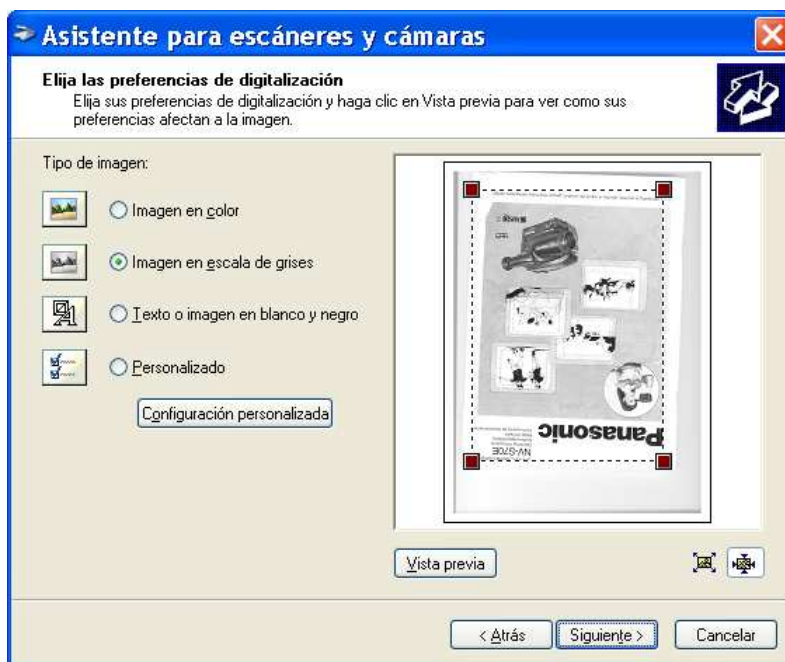 Asistente para escáneres y cámaras
Elija las preferencias de digitalización
Elija sus preferencias de digitalización y haga clic en Vista previa para ver como sus
preferencias afectan a la imagen.
Tipo de imagen:
Imagen en color
Imagen en escala de grises
Texto o imagen en blanco y negro
Personalizado
Configuración personalizada
Panasonic
NV-S70E
Vista previa
< Atrás
Siguiente >
Cancelar